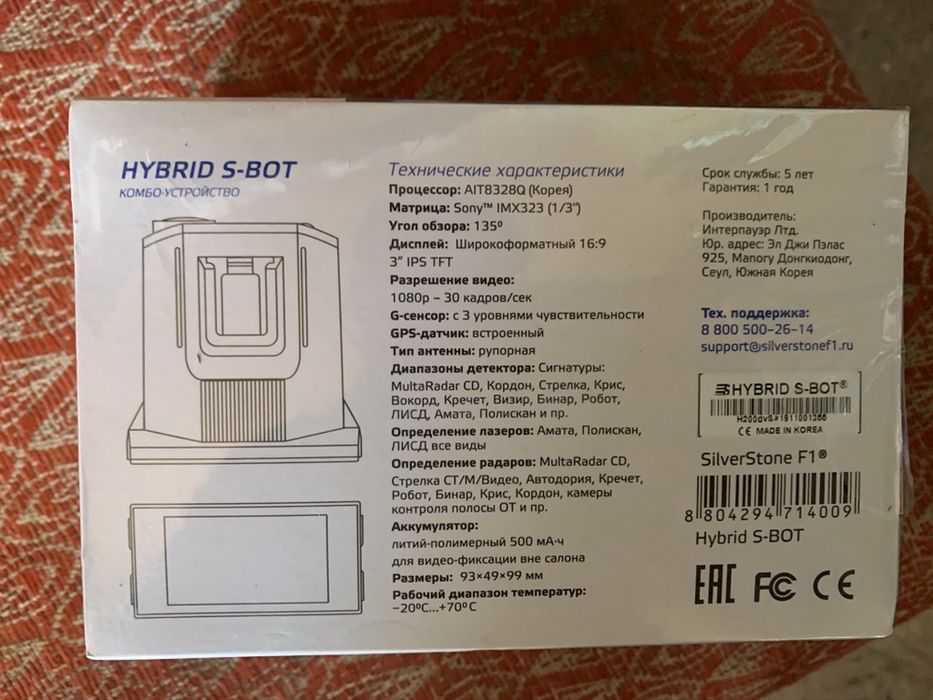 HYBRID S-BOT
КОМБО-УСТРОЙСТВО
Технические характеристики
Процессор: AIT8328Q (Корея)
Матрица: Sony™ IMX323 (1/3")
Угол обзора: 135º
Дисплей: Широкоформатный 16:9
3" IPS TFT
Разрешение видео:
1080p – 30 кадров/сек
G-сенсор: с 3 уровнями чувствительности
GPS-датчик: встроенный
Тип антенны: рупорная
Диапазоны детектора: Сигнатуры:
MultaRadar CD, Кордон, Стрелка, Крис,
Вокорд, Кречет, Визир, Бинар, Робот,
ЛИСД, Амата, Полискан и пр.
Определение лазеров: Амата, Полискан,
ЛИСД все виды
Определение радаров: MultaRadar CD,
Стрелка СТ/М/Видео, Автодория, Кречет,
Робот, Бинар, Крис, Кордон, камеры
контроля полосы ОТ и пр.
Аккумулятор:
литий-полимерный 500 мА·ч
для видео-фиксации вне салона
Размеры: 93×49×99 мм
Рабочий диапазон температур:
−20ºC...+70ºC
Срок службы: 5 лет
Гарантия: 1 год
Производитель:
Интерпауэр Лтд.
Юр. адрес: Эл Джи Пэлас
925, Мапогу Донгкиодонг,
Сеул, Южная Корея
Тех. поддержка:
8 800 500-26-14
support@silverstonef1.ru
HYBRID S-BOT®
H200dvS#1911001366
CE MADE IN KOREA
SilverStone F1®
8 804294 714009
Hybrid S-BOT
EAC FC CE